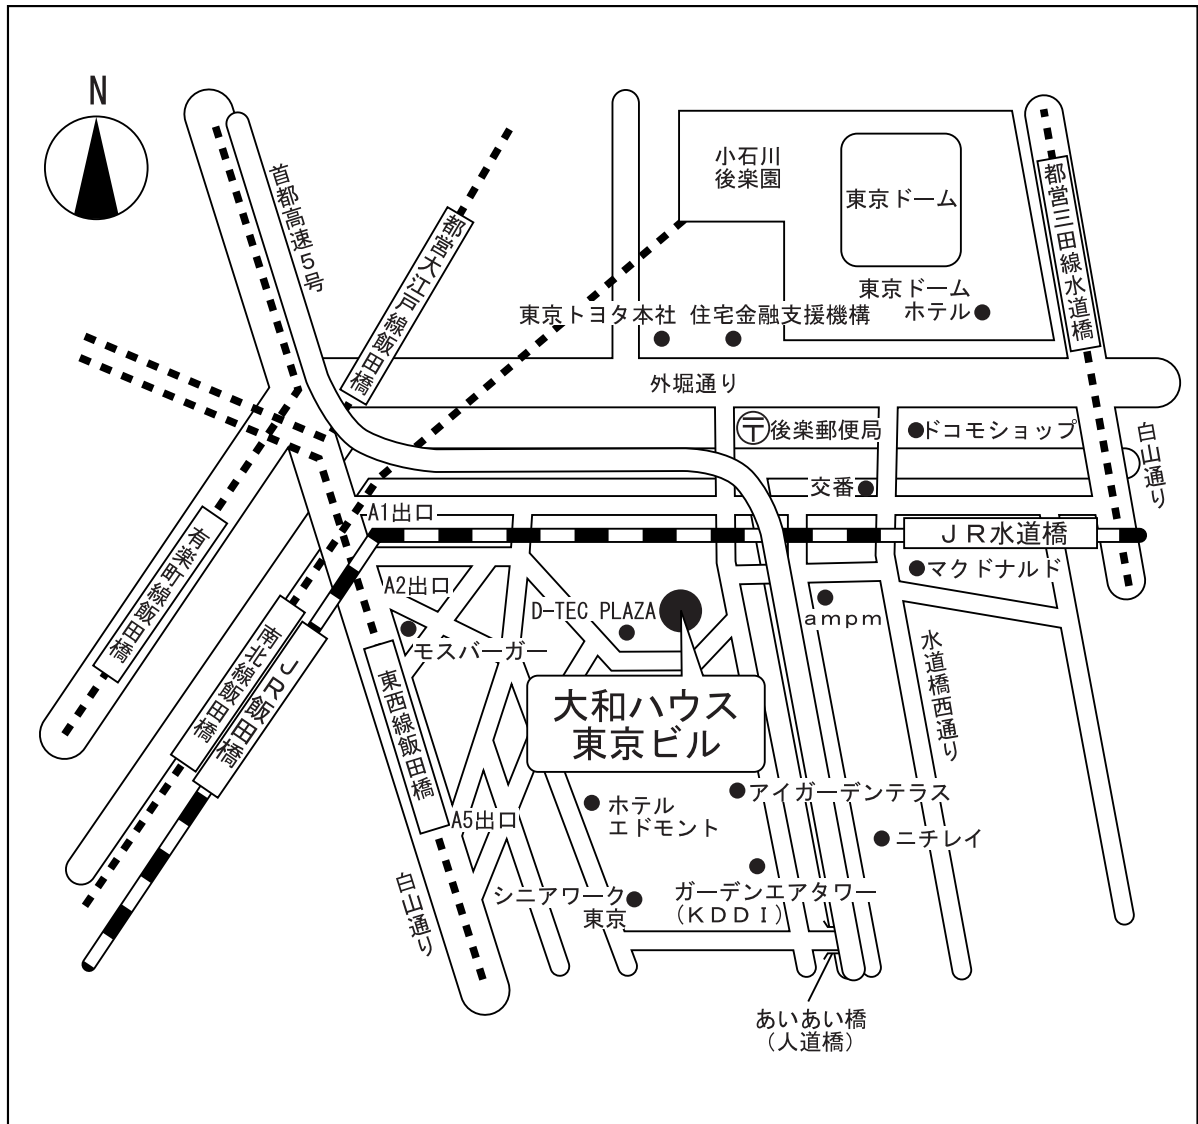 N
首都高速5号
都営大江戸線飯田橋
小石川
後楽園
東京ドーム
都営三田線水道橋
東京ドーム
ホテル
東京トヨタ本社
住宅金融支援機構
外堀通り
〒後楽郵便局
ドコモショップ
白山通り
交番
A1出口
JR水道橋
有楽町線飯田橋
A2出口
マクドナルド
D-TEC PLAZA
ampm
モスバーガー
南北線飯田橋
JR飯田橋
東西線飯田橋
水道橋西通り
大和ハウス
東京ビル
アイガーデンテラス
ホテル
エドモント
A5出口
ニチレイ
白山通り
シニアワーク
東京
ガーデンエアタワー
(KDDI)
あいあい橋
(人道橋)